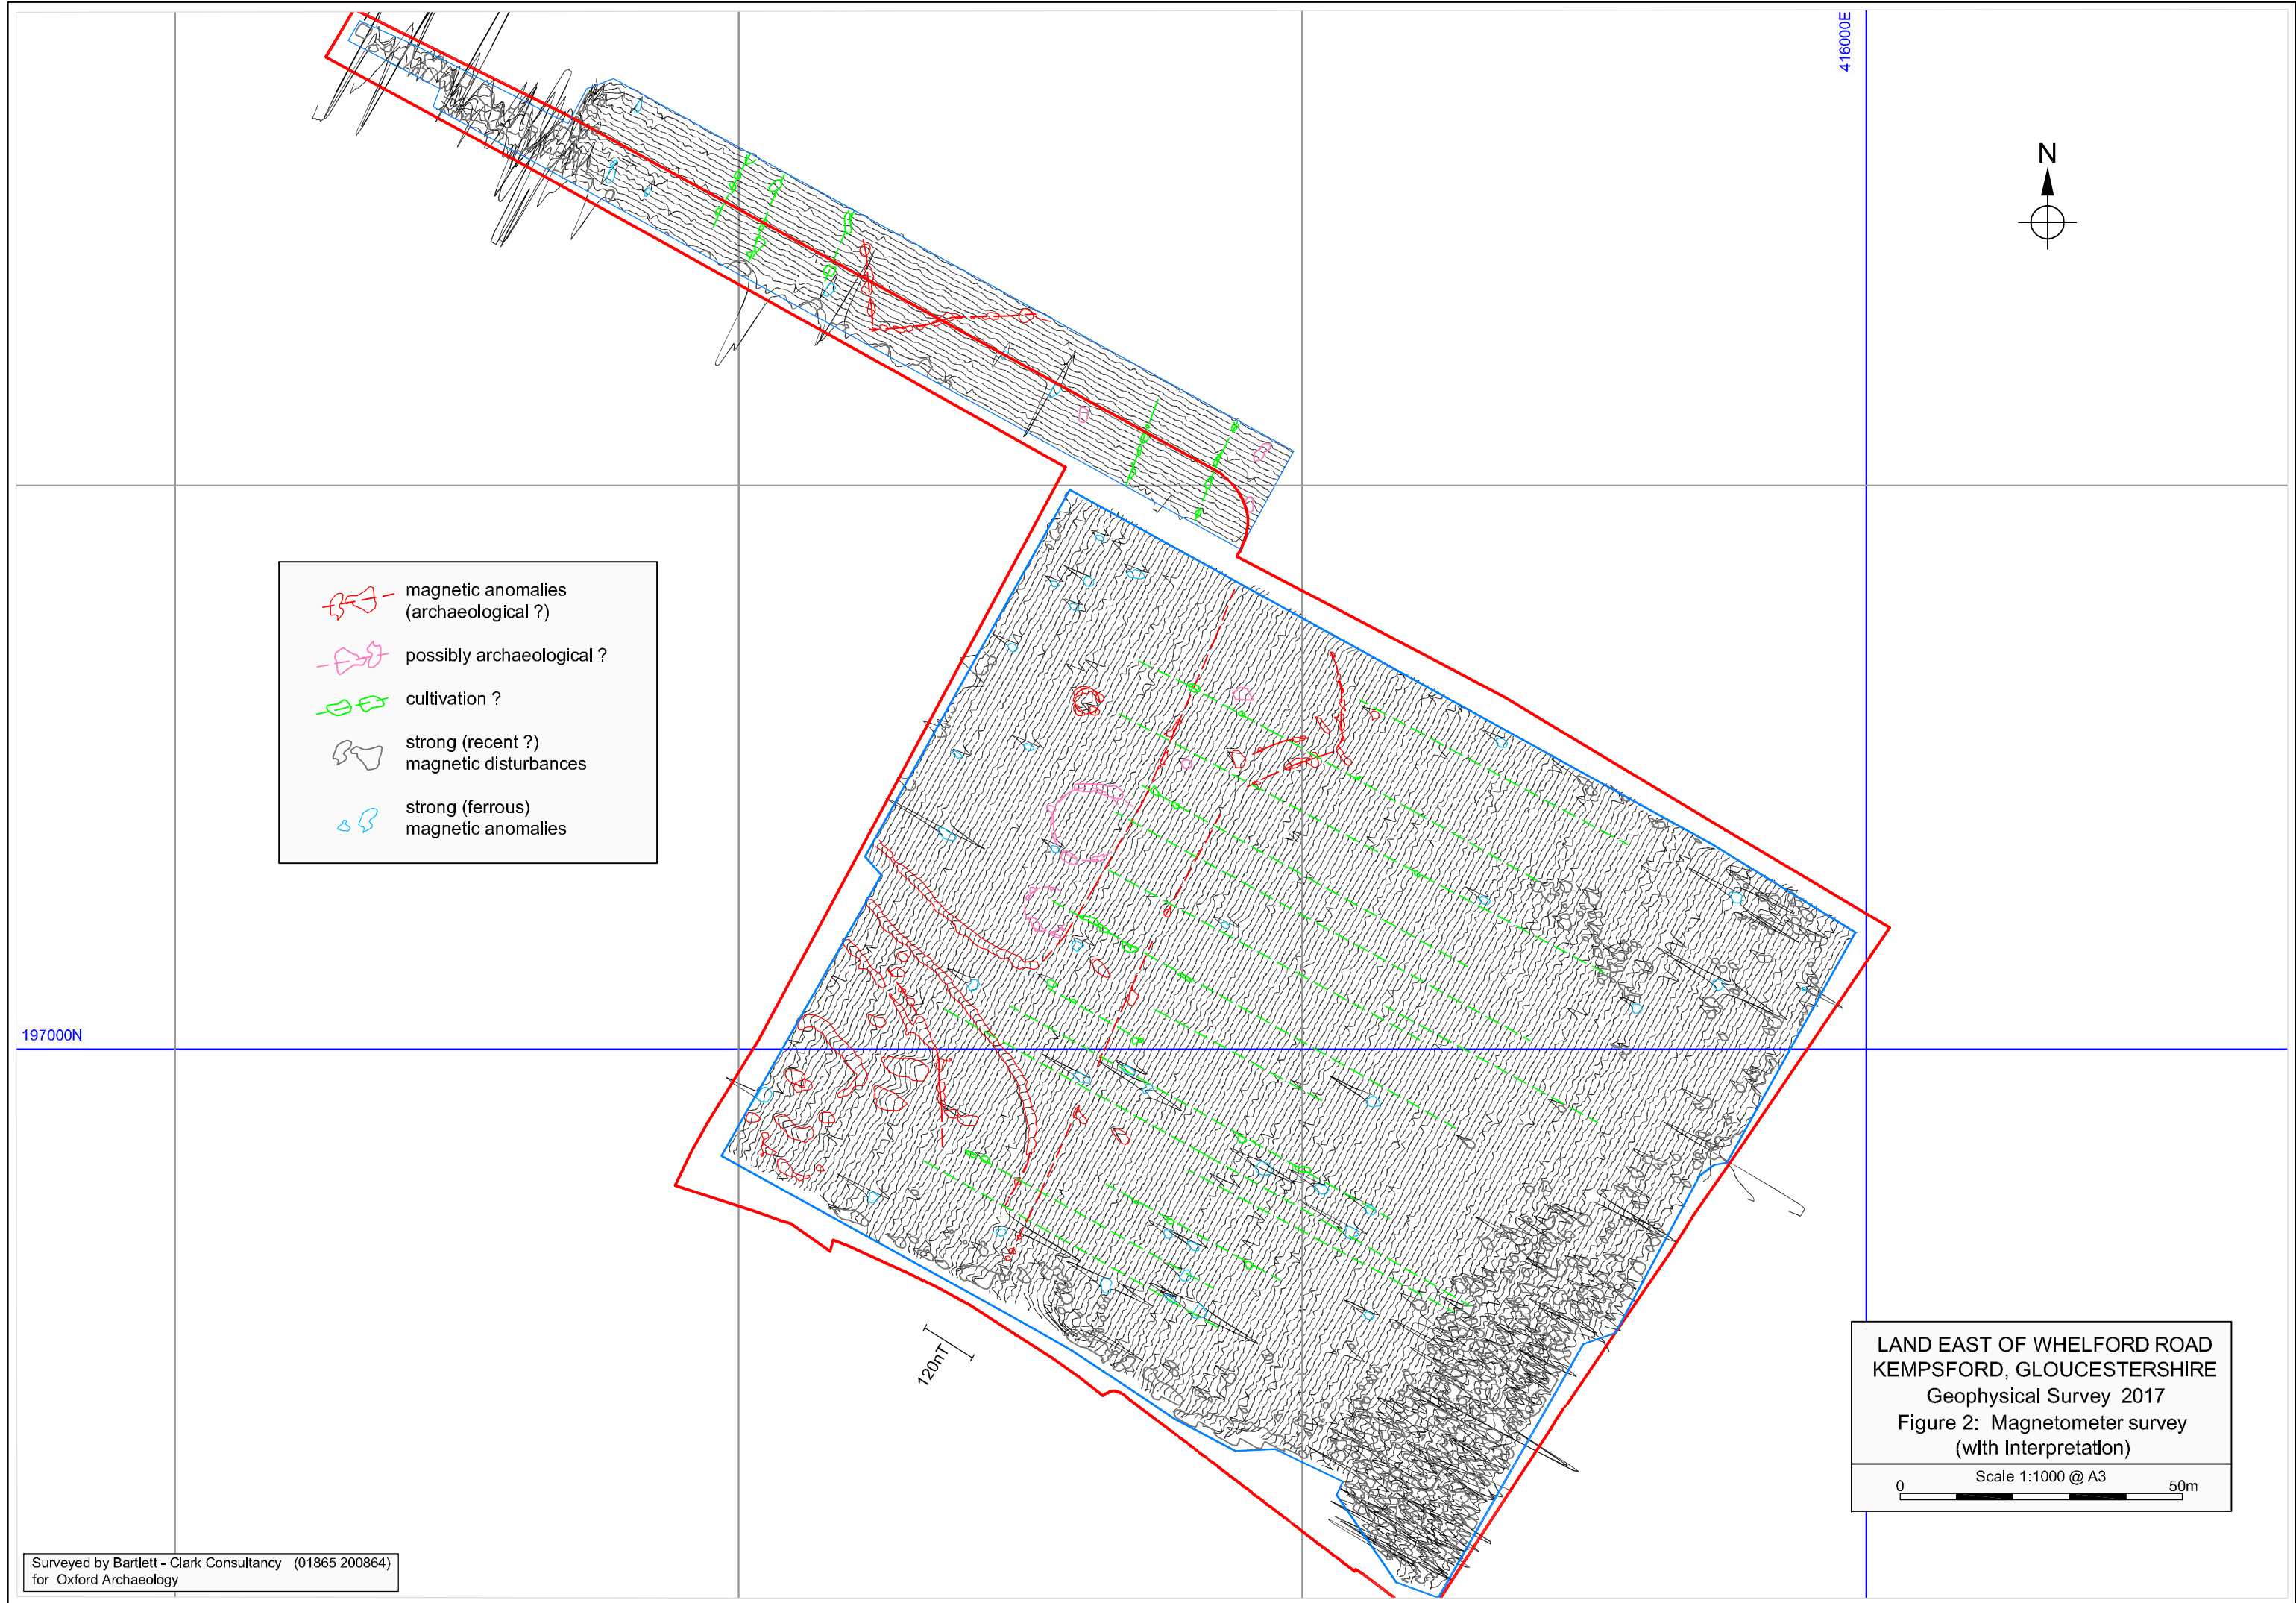 416000E
N
magnetic anomalies
(archaeological ?)
possibly archaeological ?
cultivation ?
strong (recent ?)
magnetic disturbances
strong (ferrous)
magnetic anomalies
197000N
120nT
LAND EAST OF WHELFORD ROAD
KEMPSFORD, GLOUCESTERSHIRE
Geophysical Survey 2017
Figure 2: Magnetometer survey
(with interpretation)
Scale 1:1000 @ A3
0 50m
Surveyed by Bartlett - Clark Consultancy (01865 200864)
for Oxford Archaeology